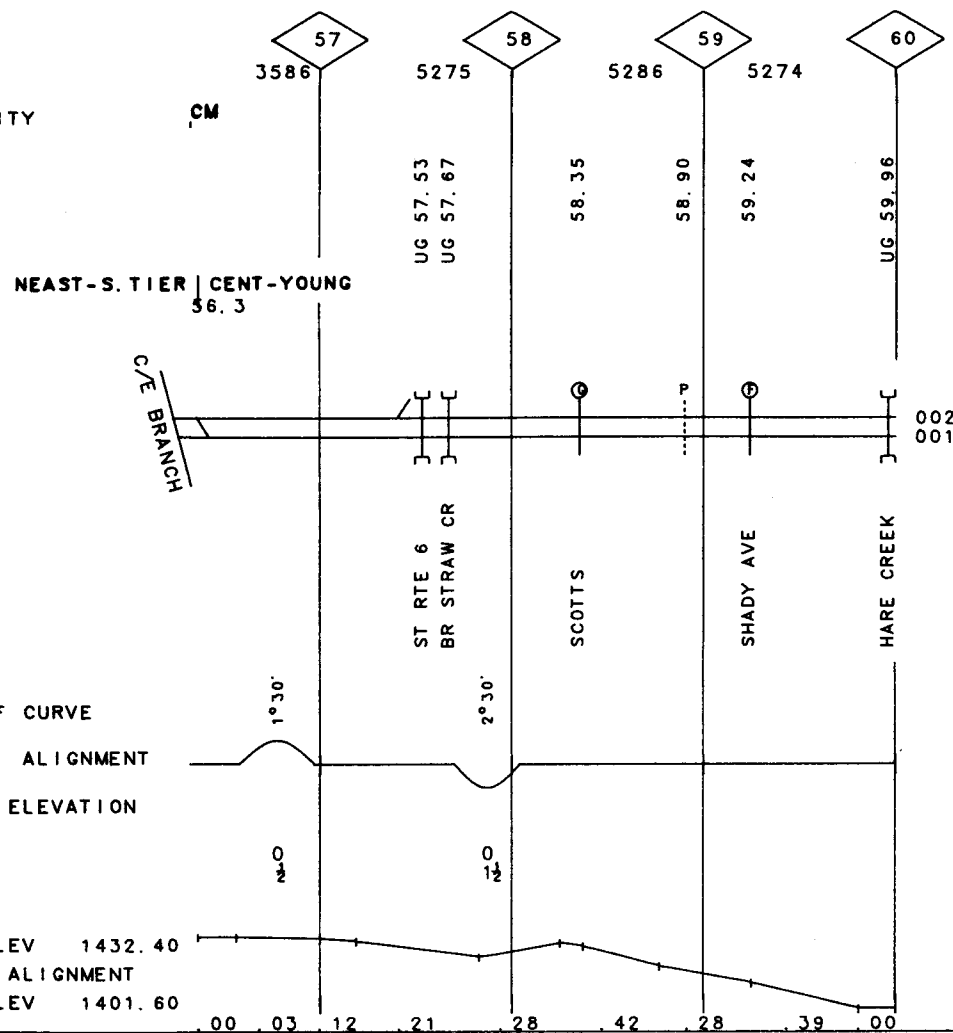 57 58 59 60
3586 5275 5286 5274
ITY CM
UG 57.53
UG 57.67
58.35
58.90
59.24
UG 59.96
NEAST-S. TIER | CENT-YOUNG
56.3
C/E BRANCH
P F
002
001
ST RTE 6
BR STRAW CR
SCOTTS
SHADY AVE
HARE CREEK
1°30' 2°30'
F CURVE
ALIGNMENT
ELEVATION
0 0
½ 1½
LEV 1432.40
ALIGNMENT
LEV 1401.60
.00 .03 .12 .21 .28 .42 .28 .39 .00